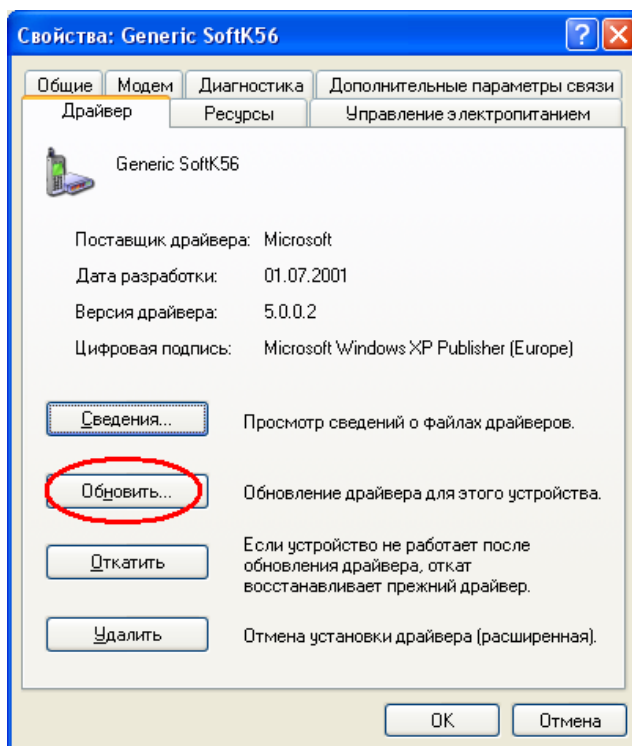 Свойства: Generic SoftK56
Общие Модем Диагностика Дополнительные параметры связи
Драйвер Ресурсы Управление электропитанием
Generic SoftK56
Поставщик драйвера: Microsoft
Дата разработки: 01.07.2001
Версия драйвера: 5.0.0.2
Цифровая подпись: Microsoft Windows XP Publisher (Europe)
Сведения... Просмотр сведений о файлах драйверов.
Обновить... Обновление драйвера для этого устройства.
Откатить
Если устройство не работает после
обновления драйвера, откат
восстанавливает прежний драйвер.
Удалить Отмена установки драйвера (расширенная).
OK Отмена